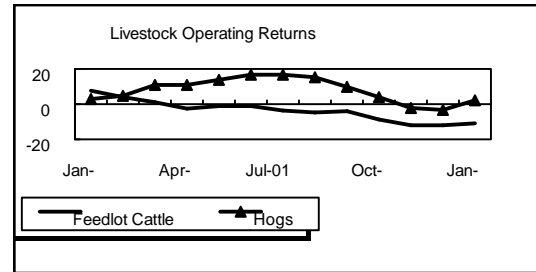 Livestock Operating Returns
20
0
-20
Jan- Apr- Jul-01 Oct- Jan-
Feedlot Cattle Hogs